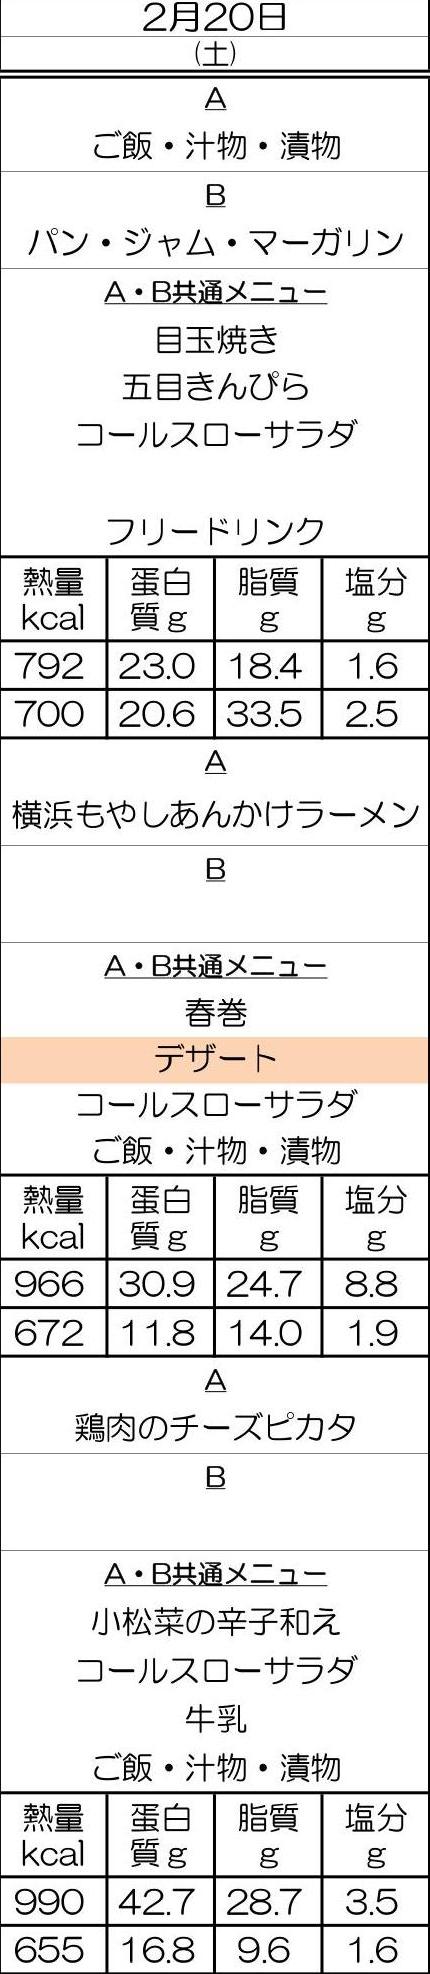 2月20日
(土)
A
ご飯・汁物・漬物
B
パン・ジャム・マーガリン
A・B共通メニュー
目玉焼き
五目きんぴら
コールスローサラダ
フリードリンク
熱量 蛋白 脂質 塩分
kcal 質g g g
792 23.0 18.4 1.6
700 20.6 33.5 2.5
A
横浜もやしあんかけラーメン
B
A・B共通メニュー
春巻
デザート
コールスローサラダ
ご飯・汁物・漬物
熱量 蛋白 脂質 塩分
kcal 質g g g
966 30.9 24.7 8.8
672 11.8 14.0 1.9
A
鶏肉のチーズピカタ
B
A・B共通メニュー
小松菜の辛子和え
コールスローサラダ
牛乳
ご飯・汁物・漬物
熱量 蛋白 脂質 塩分
kcal 質g g g
990 42.7 28.7 3.5
655 16.8 9.6 1.6